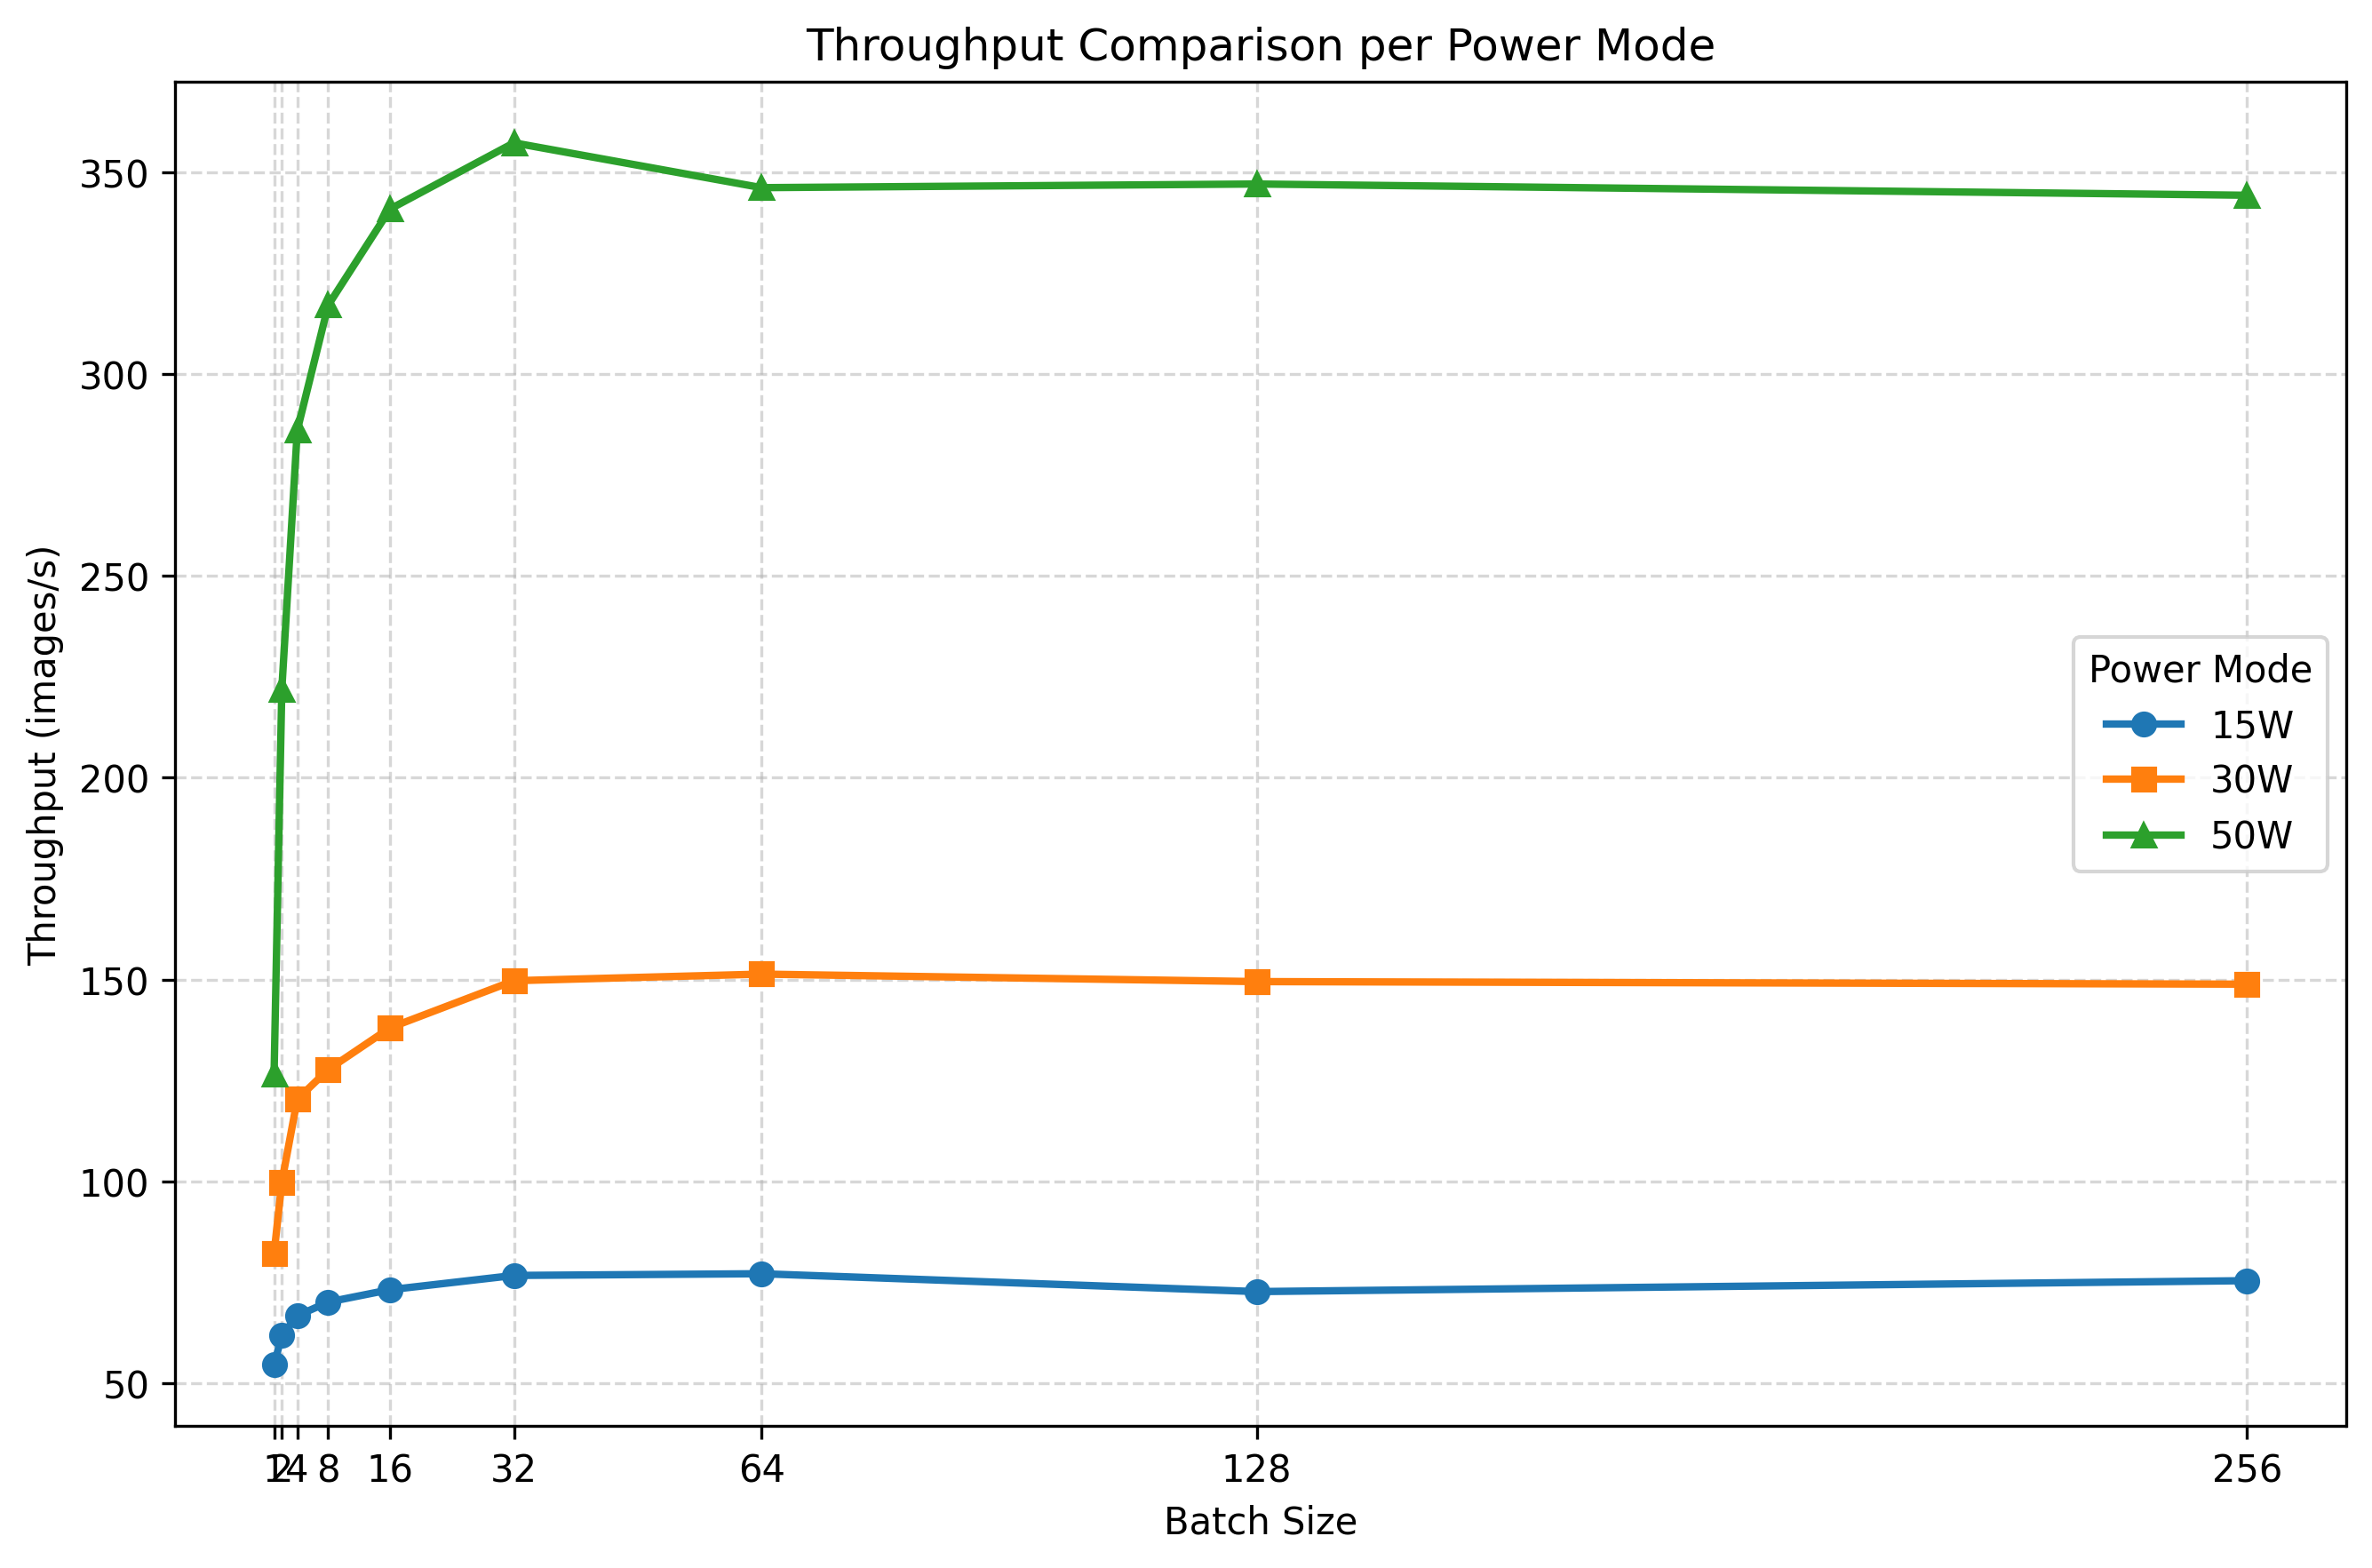 Throughput Comparison per Power Mode
350
300
250
200
150
100
50
Throughput (images/s)
Power Mode
15W
30W
50W
1 2 4 8 16 32 64 128 256
Batch Size